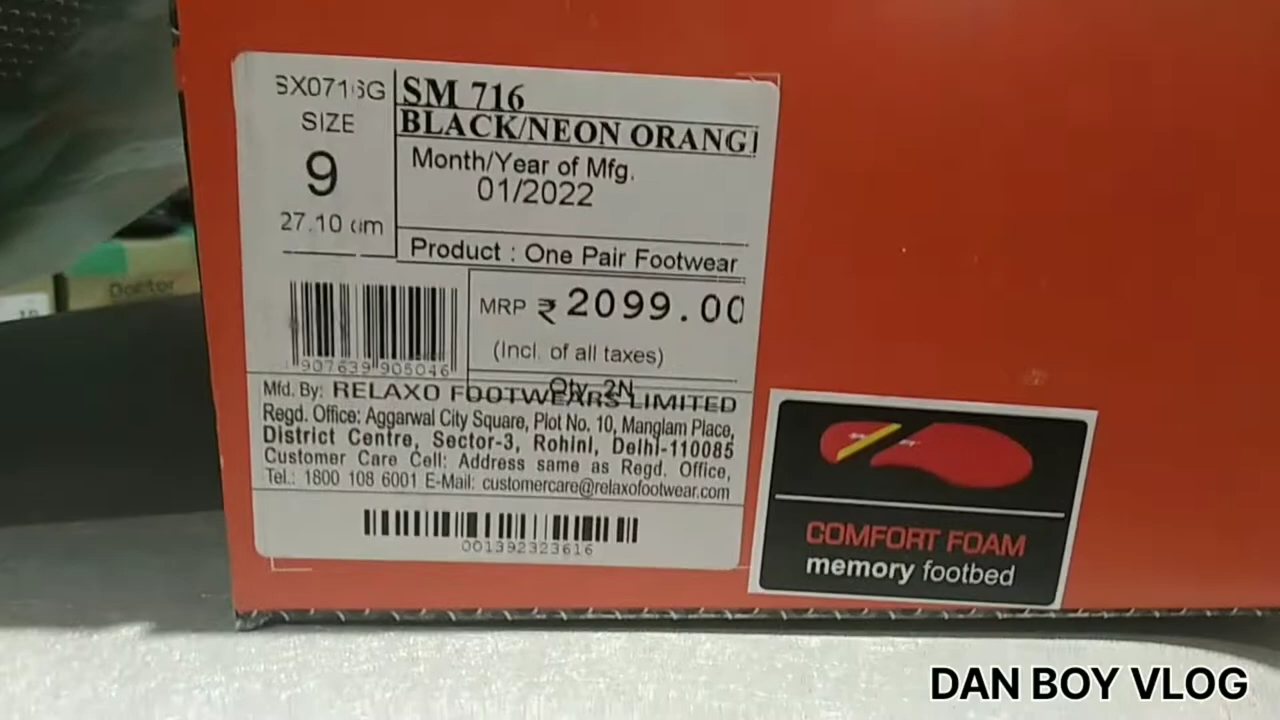 SX0716G
SIZE
9
27.10 cm
SM 716
BLACK/NEON ORANG
Month/Year of Mfg.
01/2022
Product : One Pair Footwear
MRP ₹ 2099.00
(Incl. of all taxes)
Qty. 2N
907639 905046
Mfd. By: RELAXO FOOTWEARS LIMITED
Regd. Office: Aggarwal City Square, Plot No. 10, Manglam Place,
District Centre, Sector-3, Rohini, Delhi-110085
Customer Care Cell: Address same as Regd. Office,
Tel.: 1800 108 6001 E-Mail: customercare@relaxofootwear.com
001392323616
COMFORT FOAM
memory footbed
Doctor
DAN BOY VLOG